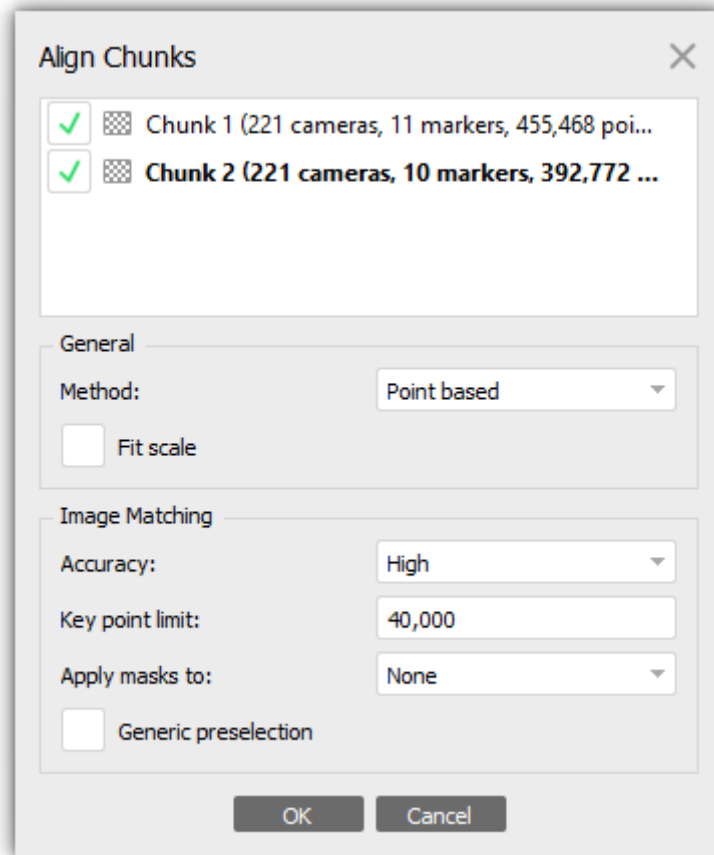 Align Chunks
Chunk 1 (221 cameras, 11 markers, 455,468 poi...
Chunk 2 (221 cameras, 10 markers, 392,772 ...
General
Method: Point based
Fit scale
Image Matching
Accuracy: High
Key point limit: 40,000
Apply masks to: None
Generic preselection
OK Cancel